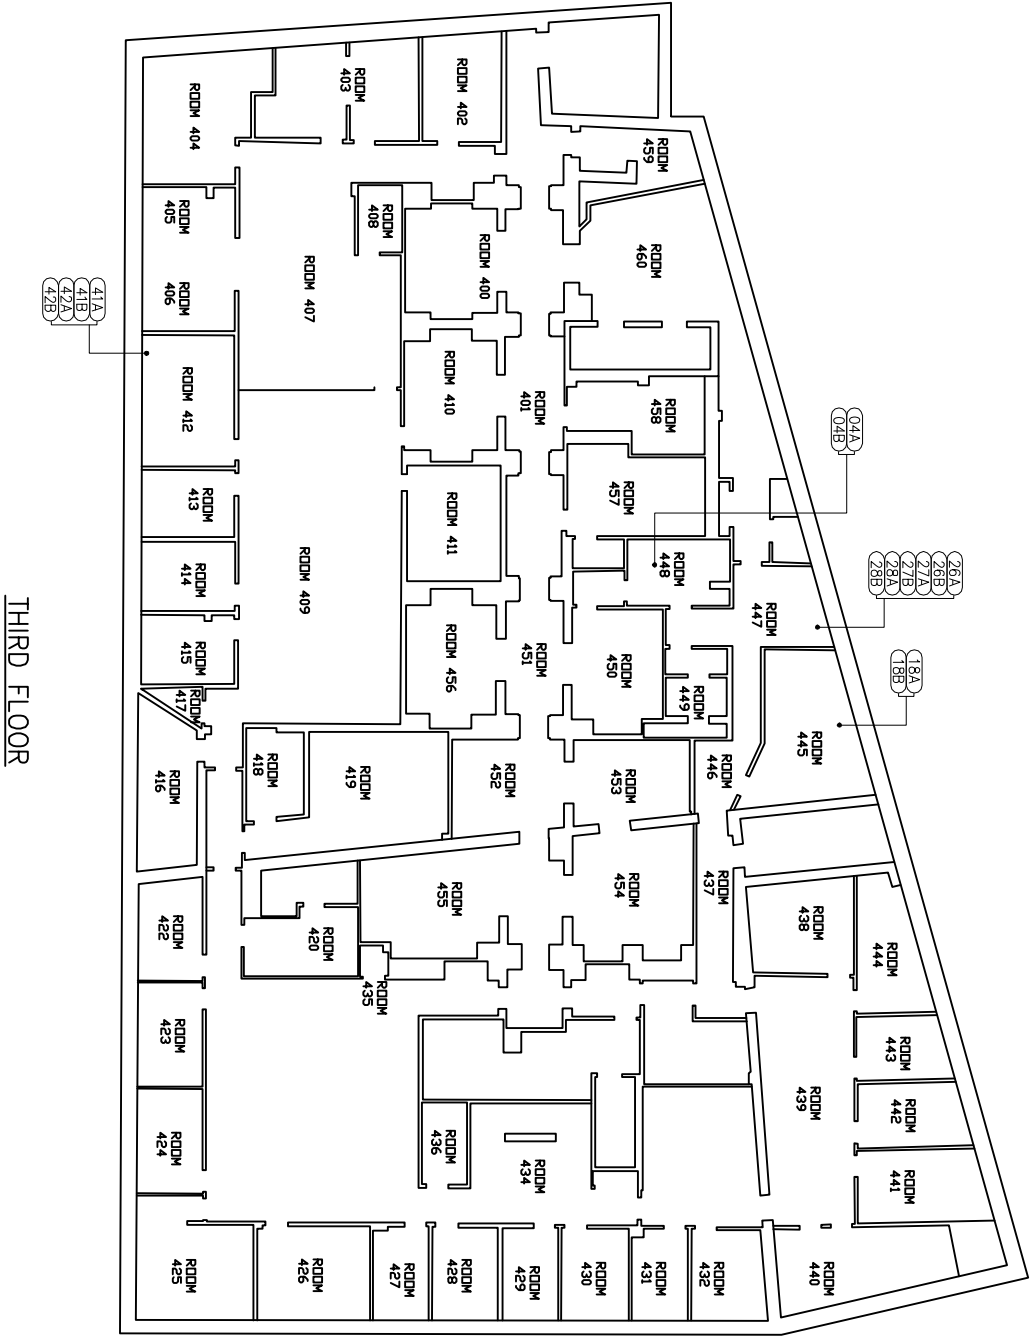 ROOM
404
ROOM
403
ROOM
402
ROOM
459
ROOM
405
ROOM
406
ROOM
408
ROOM
407
ROOM
400
ROOM
460
ROOM
412
ROOM
410
ROOM
401
ROOM
458
ROOM
413
ROOM
411
ROOM
457
ROOM
414
ROOM
409
ROOM
448
ROOM
447
ROOM
415
ROOM
417
ROOM
456
ROOM
451
ROOM
450
ROOM
449
ROOM
445
ROOM
416
ROOM
418
ROOM
419
ROOM
452
ROOM
453
ROOM
446
ROOM
422
ROOM
420
ROOM
455
ROOM
454
ROOM
437
ROOM
438
ROOM
444
ROOM
423
ROOM
435
ROOM
443
ROOM
424
ROOM
436
ROOM
434
ROOM
439
ROOM
442
ROOM
441
ROOM
425
ROOM
426
ROOM
427
ROOM
428
ROOM
429
ROOM
430
ROOM
431
ROOM
432
ROOM
440
41A
41B
42A
42B
04A
04B
26A
26B
27A
27B
28A
28B
18A
18B
THIRD FLOOR